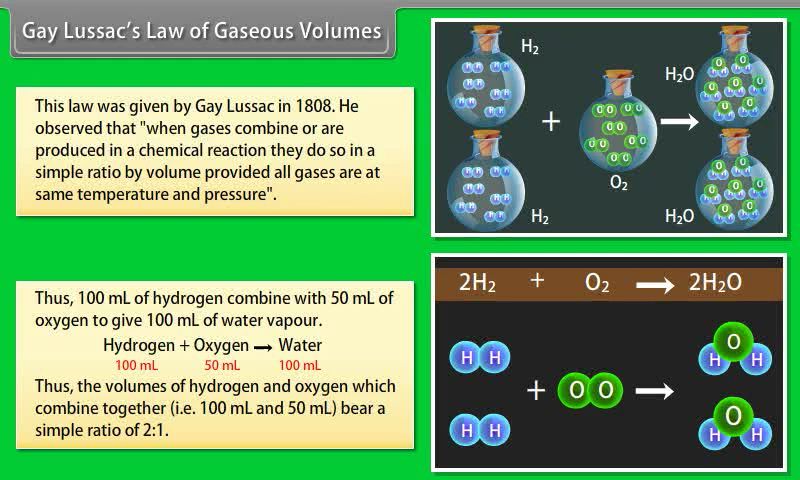 Gay Lussac's Law of Gaseous Volumes
This law was given by Gay Lussac in 1808. He
observed that "when gases combine or are
produced in a chemical reaction they do so in a
simple ratio by volume provided all gases are at
same temperature and pressure".
H2
+
O2
H2
H2O
H2O
Thus, 100 mL of hydrogen combine with 50 mL of
oxygen to give 100 mL of water vapour.
Hydrogen + Oxygen → Water
100 mL 50 mL 100 mL
Thus, the volumes of hydrogen and oxygen which
combine together (i.e. 100 mL and 50 mL) bear a
simple ratio of 2:1.
2H2 + O2 → 2H2O
H H
+ O O →
O
H H
H H
O
H H